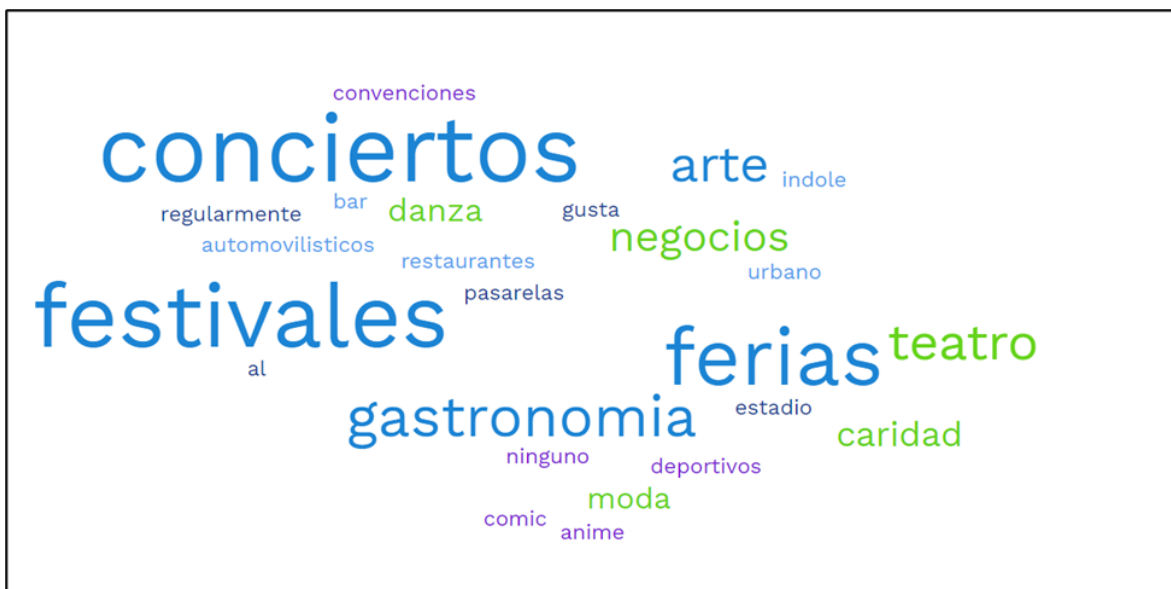 convenciones
conciertos
arte
indole
bar
danza
gusta
regularmente
negocios
automovilisticos
restaurantes
urbano
pasarelas
festivales
teatro
ferias
al
estadio
gastronomia
caridad
ninguno
deportivos
moda
comic
anime